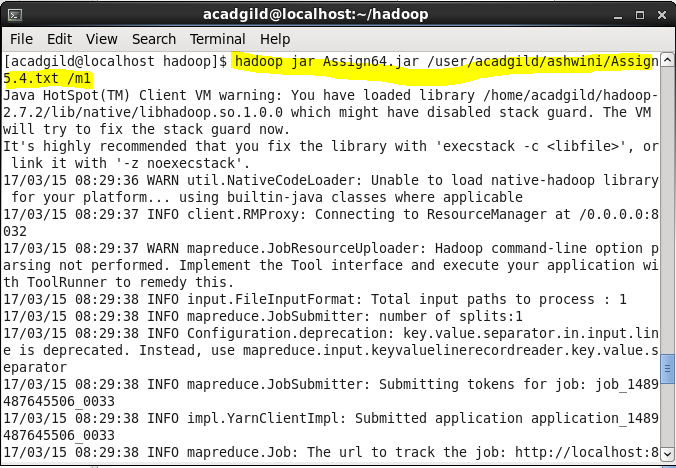 acadgild@localhost:~/hadoop
File Edit View Search Terminal Help
[acadgild@localhost hadoop]$ hadoop jar Assign64.jar /user/acadgild/ashwini/Assign
5.4.txt /m1
Java HotSpot(TM) Client VM warning: You have loaded library /home/acadgild/hadoop-
2.7.2/lib/native/libhadoop.so.1.0.0 which might have disabled stack guard. The VM
will try to fix the stack guard now.
It's highly recommended that you fix the library with 'execstack -c <libfile>', or
 link it with '-z noexecstack'.
17/03/15 08:29:36 WARN util.NativeCodeLoader: Unable to load native-hadoop library
 for your platform... using builtin-java classes where applicable
17/03/15 08:29:37 INFO client.RMProxy: Connecting to ResourceManager at /0.0.0.0:8
032
17/03/15 08:29:37 WARN mapreduce.JobResourceUploader: Hadoop command-line option p
arsing not performed. Implement the Tool interface and execute your application wi
th ToolRunner to remedy this.
17/03/15 08:29:38 INFO input.FileInputFormat: Total input paths to process : 1
17/03/15 08:29:38 INFO mapreduce.JobSubmitter: number of splits:1
17/03/15 08:29:38 INFO Configuration.deprecation: key.value.separator.in.input.lin
e is deprecated. Instead, use mapreduce.input.keyvaluelinerecordreader.key.value.s
eparator
17/03/15 08:29:38 INFO mapreduce.JobSubmitter: Submitting tokens for job: job_1489
487645506_0033
17/03/15 08:29:38 INFO impl.YarnClientImpl: Submitted application application_1489
487645506_0033
17/03/15 08:29:38 INFO mapreduce.Job: The url to track the job: http://localhost:8